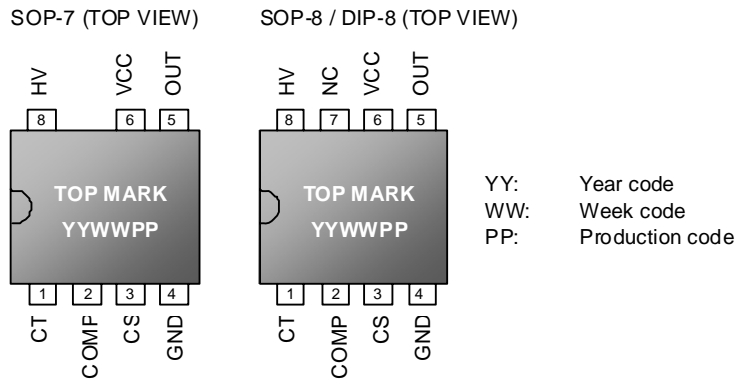 SOP-7 (TOP VIEW)
HV VCC OUT
8 6 5
TOP MARK
YYWWPP
1 2 3 4
CT COMP CS GND
SOP-8 / DIP-8 (TOP VIEW)
HV NC VCC OUT
8 7 6 5
TOP MARK
YYWWPP
1 2 3 4
CT COMP CS GND
YY: Year code
WW: Week code
PP: Production code